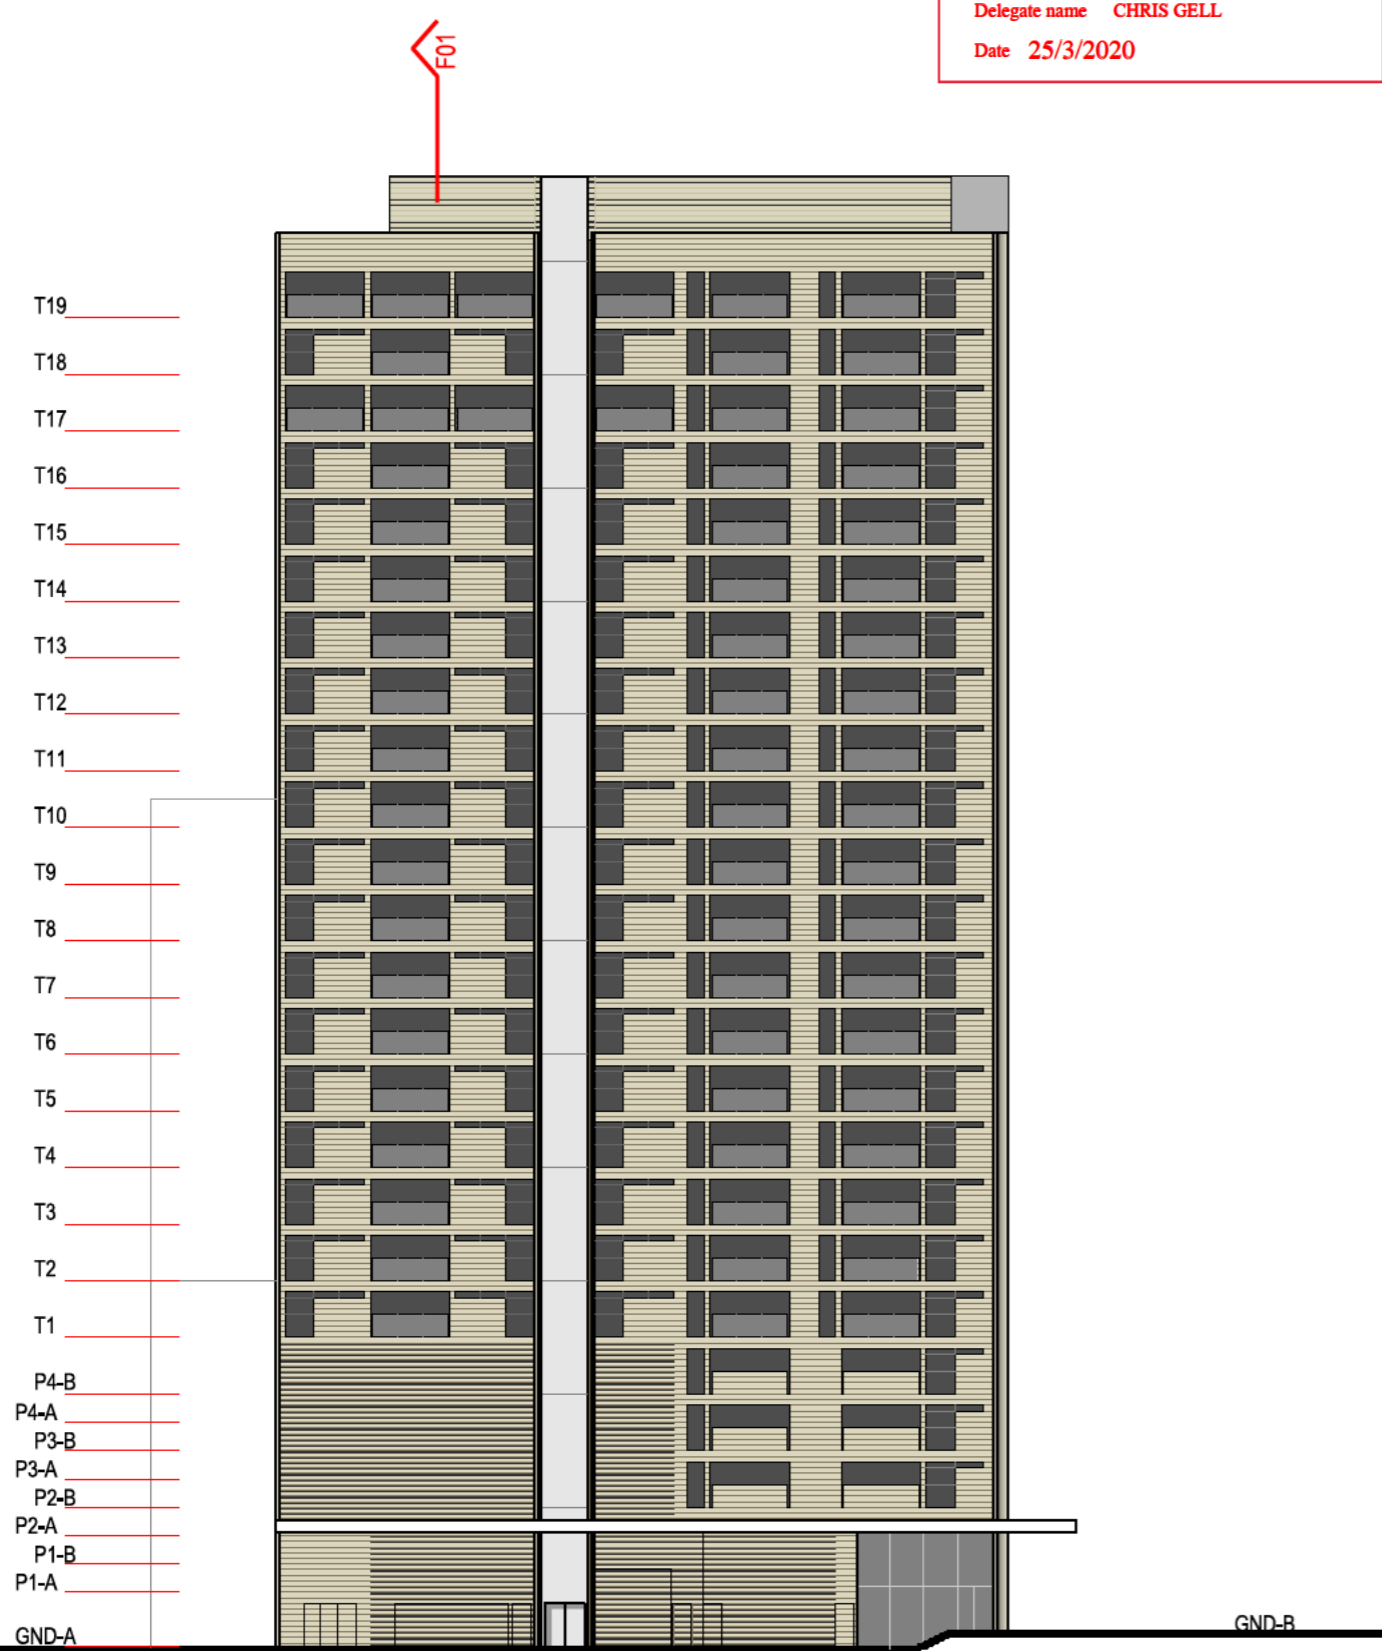 Delegate name CHRIS GELL
Date 25/3/2020
F01
T19
T18
T17
T16
T15
T14
T13
T12
T11
T10
T9
T8
T7
T6
T5
T4
T3
T2
T1
P4-B
P4-A
P3-B
P3-A
P2-B
P2-A
P1-B
P1-A
GND-B
GND-A